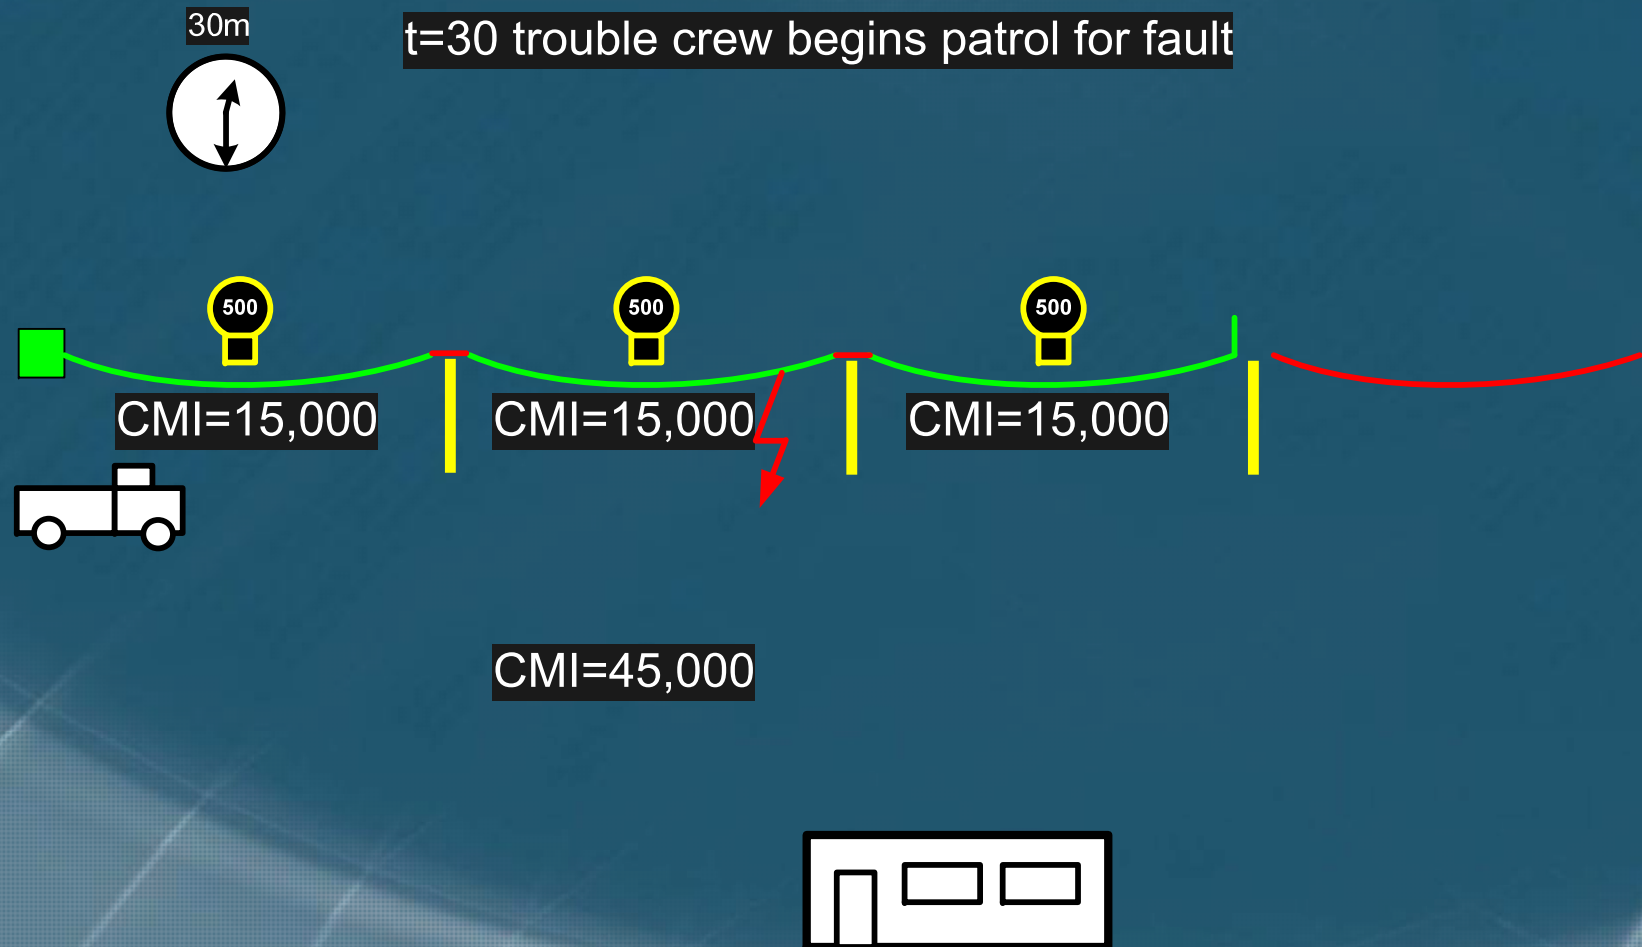 30m
t=30 trouble crew begins patrol for fault
500
500
500
CMI=15,000
CMI=15,000
CMI=15,000
CMI=45,000